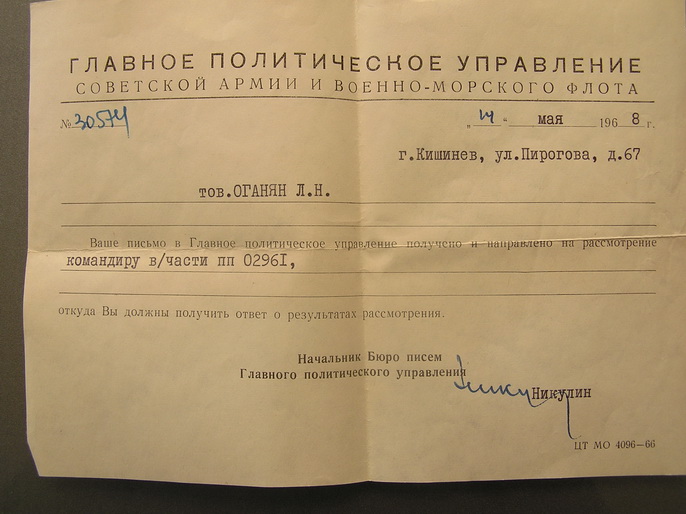 ГЛАВНОЕ ПОЛИТИЧЕСКОЕ УПРАВЛЕНИЕ
СОВЕТСКОЙ АРМИИ И ВОЕННО-МОРСКОГО ФЛОТА
№ 30574
„14“ мая 1968 г.
г.Кишинев, ул.Пирогова, д.67
тов.ОГАНЯН Л.Н.
Ваше письмо в Главное политическое управление получено и направлено на рассмотрение
командиру в/части пп 02961,
откуда Вы должны получить ответ о результатах рассмотрения.
Начальник Бюро писем
Главного политического управления
Никулин
ЦТ МО 4096—66